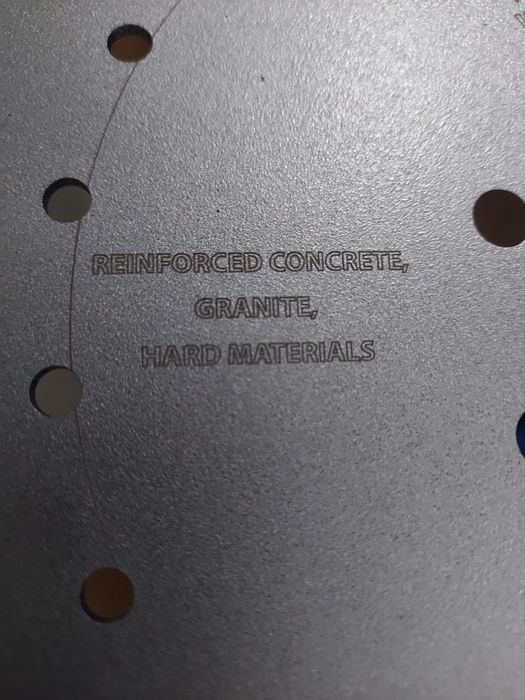 REINFORCED CONCRETE,
GRANITE,
HARD MATERIALS